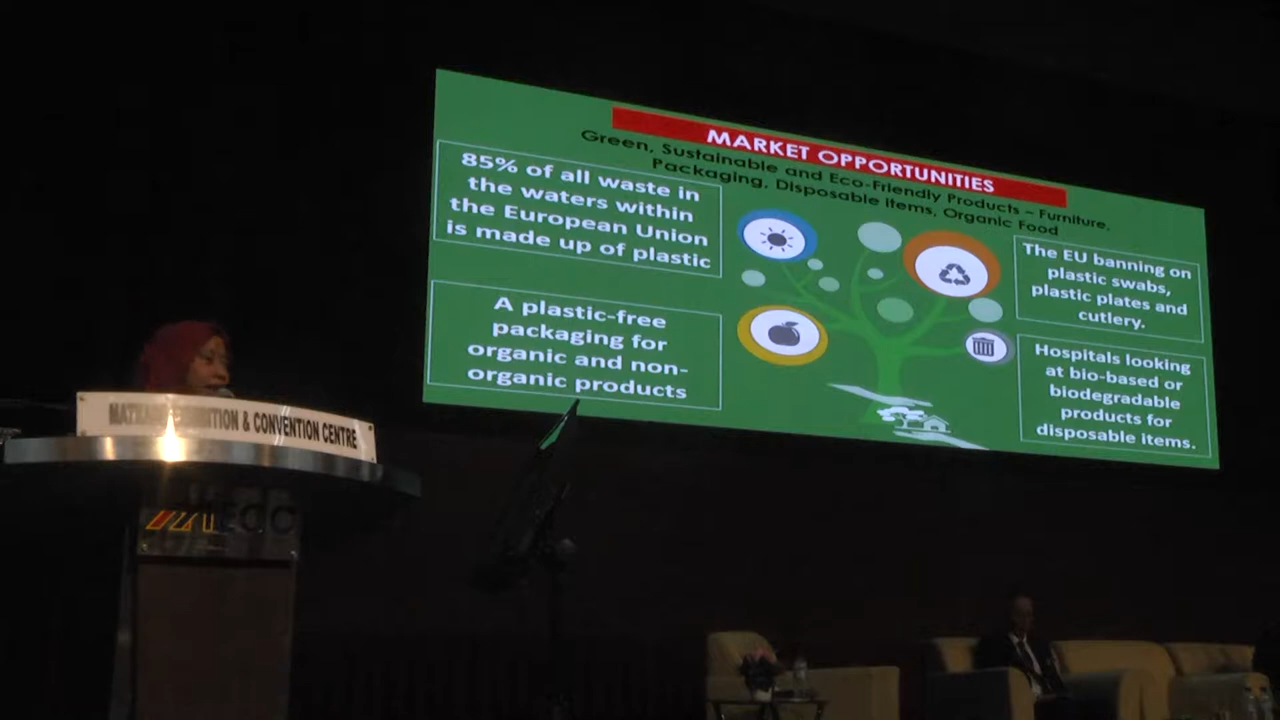 MARKET OPPORTUNITIES
Green, Sustainable and Eco-Friendly Products – Furniture,
Packaging, Disposable items, Organic Food
85% of all waste in
the waters within
the European Union
is made up of plastic
A plastic-free
packaging for
organic and non-
organic products
The EU banning on
plastic swabs,
plastic plates and
cutlery.
Hospitals looking
at bio-based or
biodegradable
products for
disposable items.
& CONVENTION CENTRE